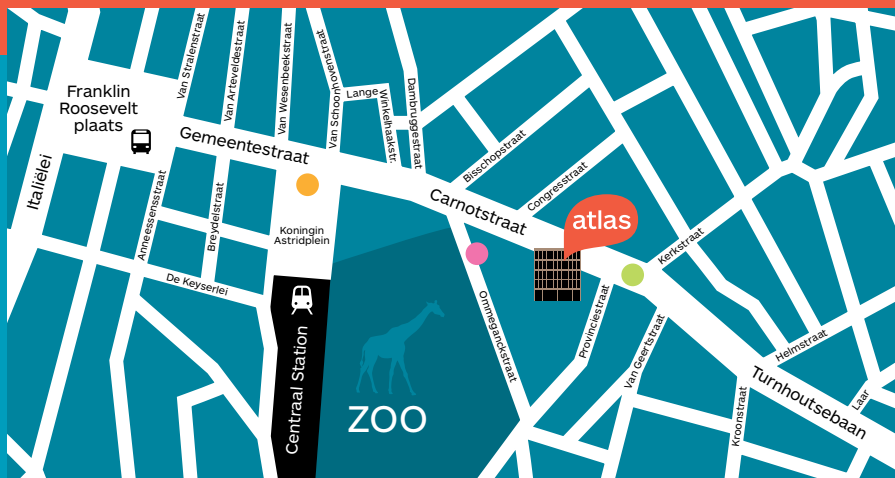 Van Stralenstraat
Van Arteveldestraat
Van Wesenbeekstraat
Van Schoonhovenstraat
Lange
Winkelhaakstr.
Dambruggestraat
Franklin
Roosevelt
plaats
Gemeentestraat
Italiëlei
Anneessensstraat
Breydelstraat
Koningin
Astridplein
De Keyserlei
Bisschopstraat
Congresstraat
Carnotstraat
atlas
Kerkstraat
Ommeganckstraat
Provinciestraat
Van Geertstraat
Helmstraat
Turnhoutsebaan
Laar
Kroonstraat
Centraal Station
ZOO